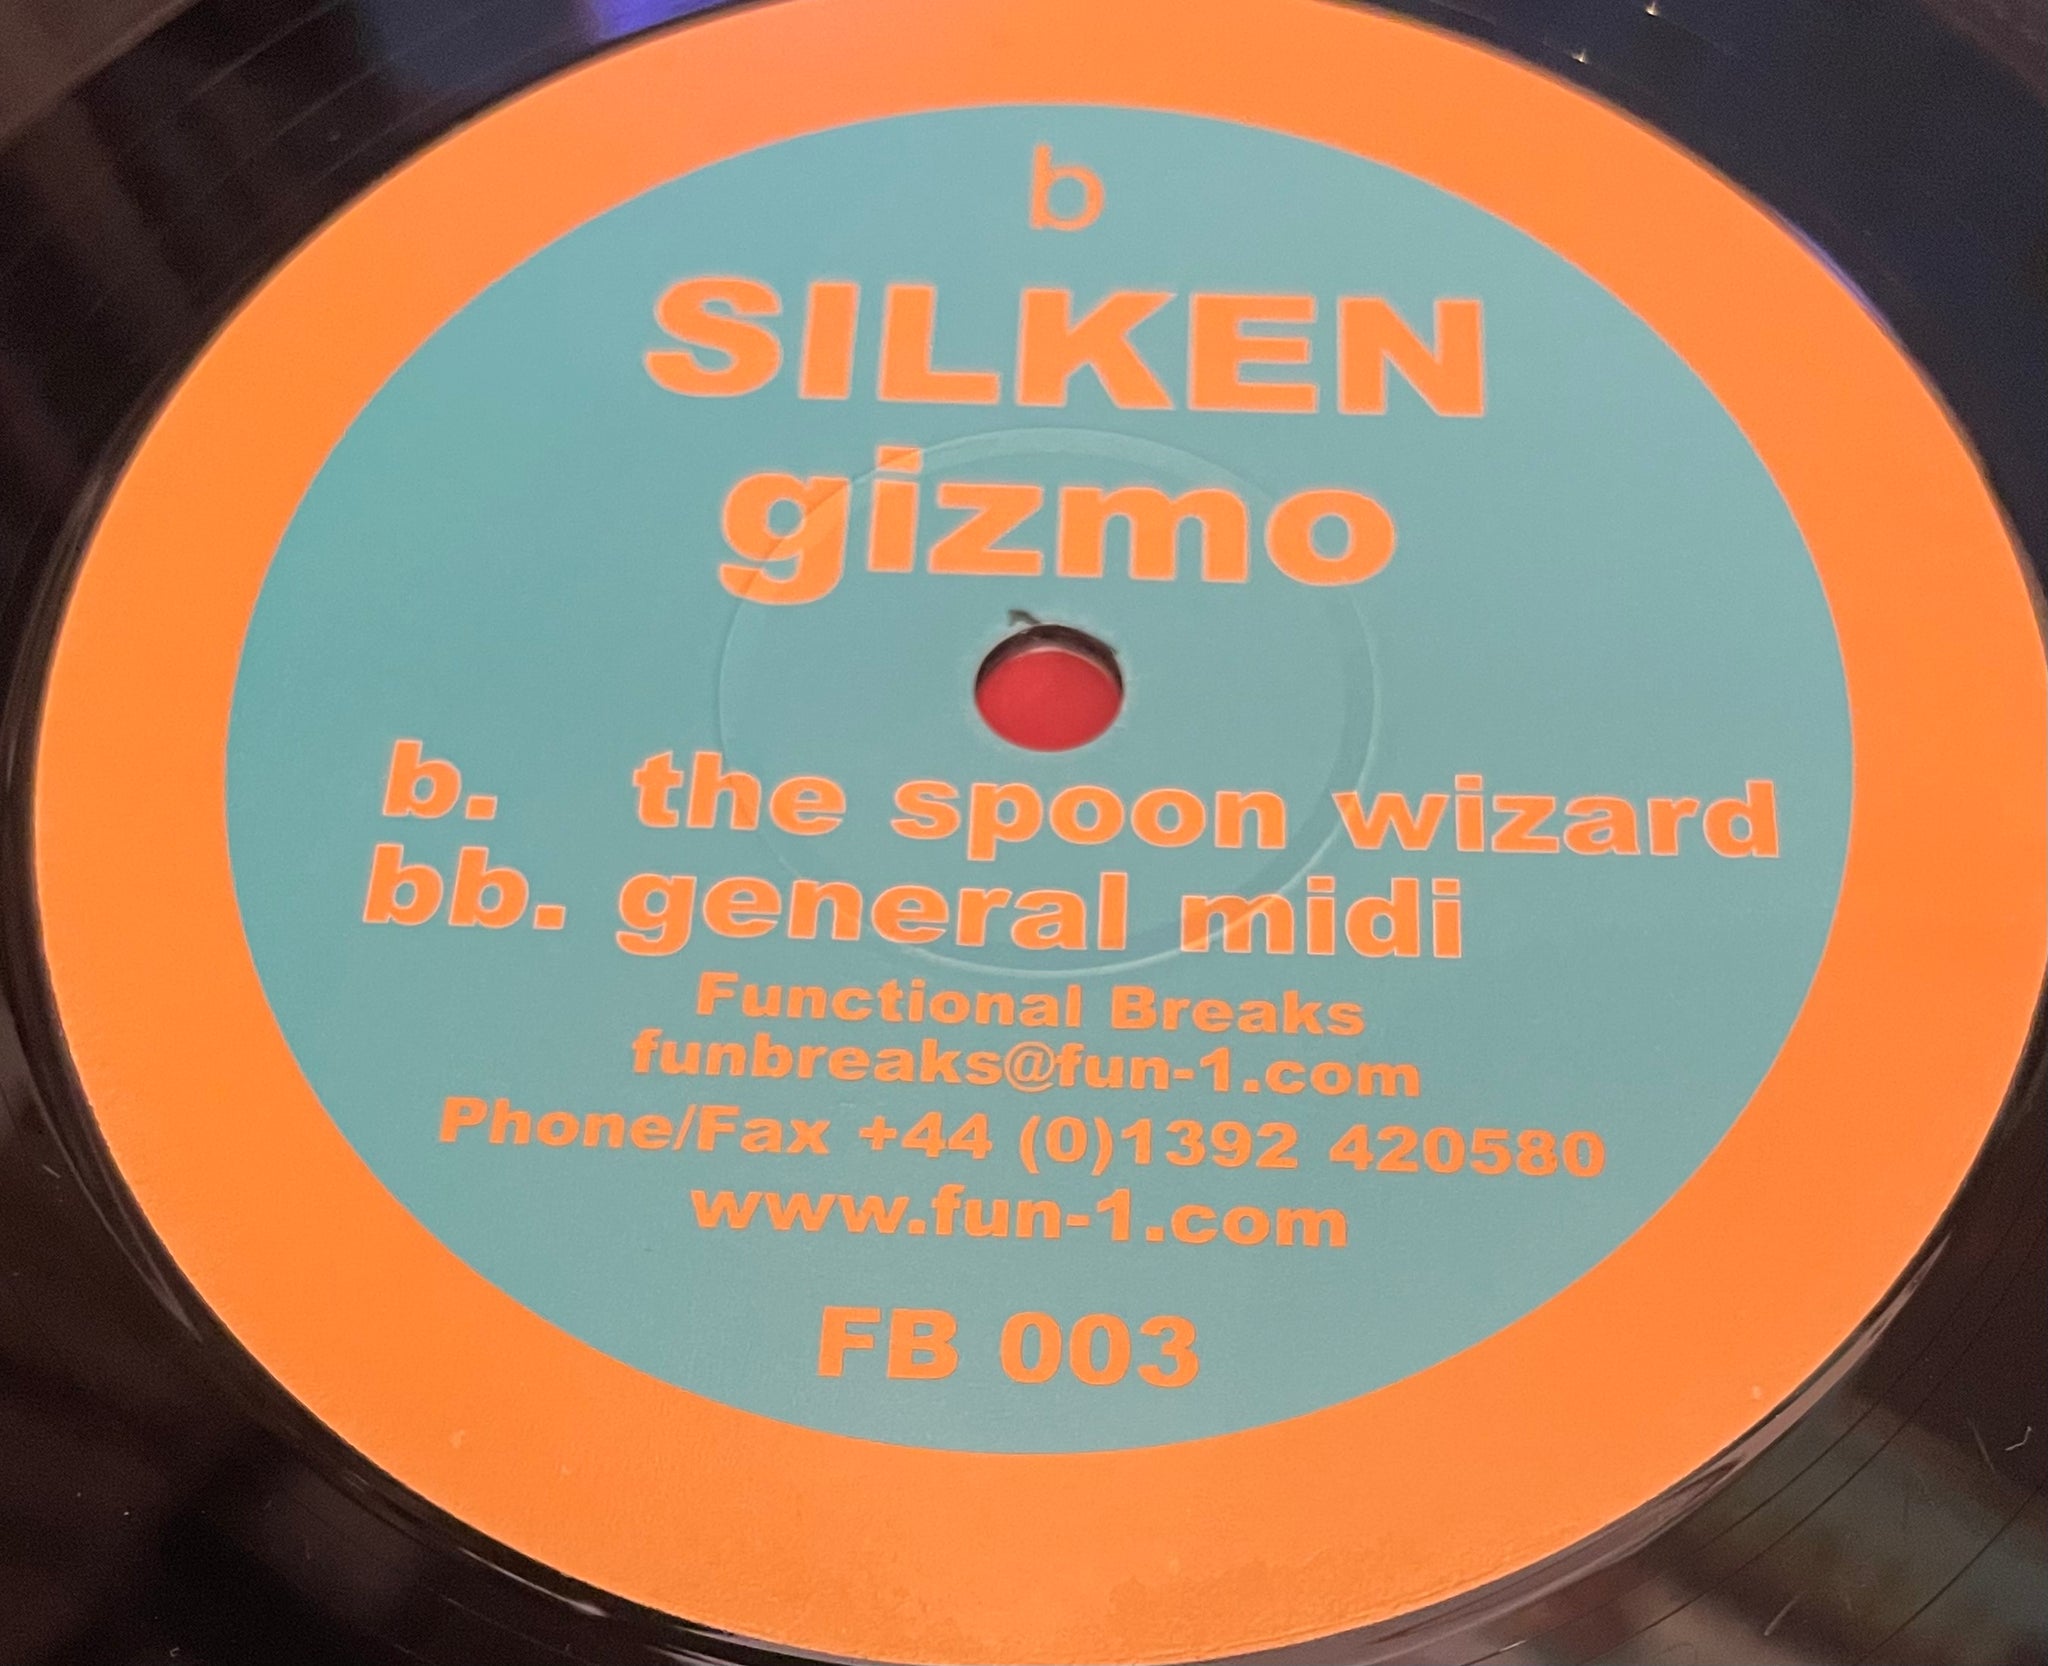 b
SILKEN
gizmo
b. the spoon wizard
bb. general midi
Functional Breaks
funbreaks@fun-1.com
Phone/Fax +44 (0)1392 420580
www.fun-1.com
FB 003